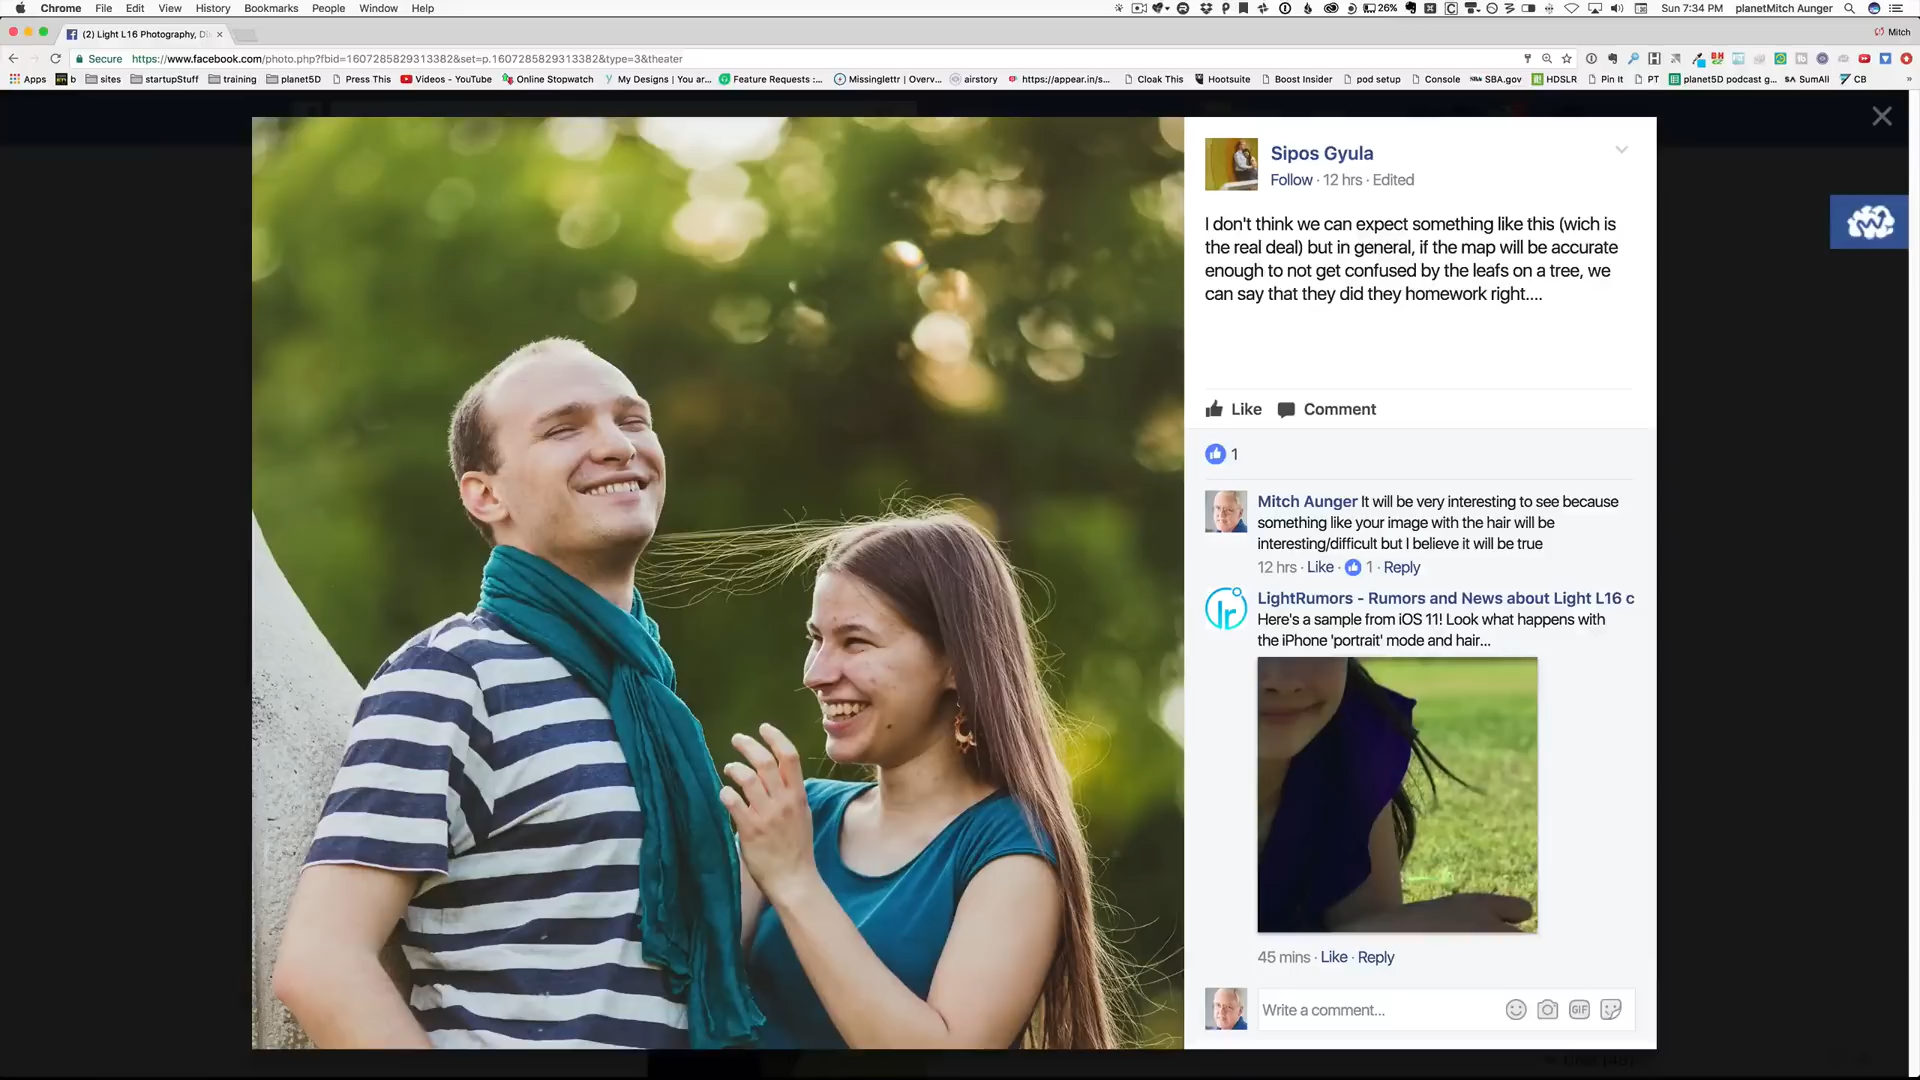 Chrome File Edit View History Bookmarks People Window Help
26% Sun 7:34 PM planetMitch Aunger
(2) Light L16 Photography, Di
Mitch
Secure https://www.facebook.com/photo.php?fbid=1607285829313382&set=p.1607285829313382&type=3&theater
Apps b sites startupStuff training planet5D Press This Videos - YouTube Online Stopwatch My Designs | You ar... Feature Requests :... Missinglettr | Overv... airstory https://appear.in/s... Cloak This Hootsuite Boost Insider pod setup Console SBA.gov HDSLR Pin It PT planet5D podcast g... SumAll CB
Sipos Gyula
Follow · 12 hrs · Edited
I don't think we can expect something like this (wich is
the real deal) but in general, if the map will be accurate
enough to not get confused by the leafs on a tree, we
can say that they did they homework right....
Like Comment
1
Mitch Aunger It will be very interesting to see because
something like your image with the hair will be
interesting/difficult but I believe it will be true
12 hrs · Like · 1 · Reply
LightRumors - Rumors and News about Light L16 c
Here's a sample from iOS 11! Look what happens with
the iPhone 'portrait' mode and hair...
45 mins · Like · Reply
Write a comment...
GIF